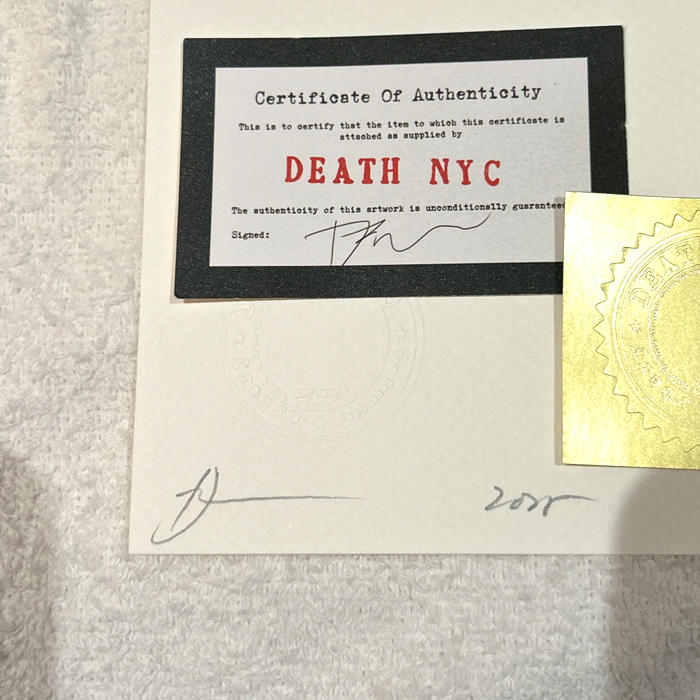 Certificate Of Authenticity
This is to certify that the item to which this certificate is
attached as supplied by
DEATH NYC
The authenticity of this artwork is unconditionally guaranteed
Signed:
DEAT